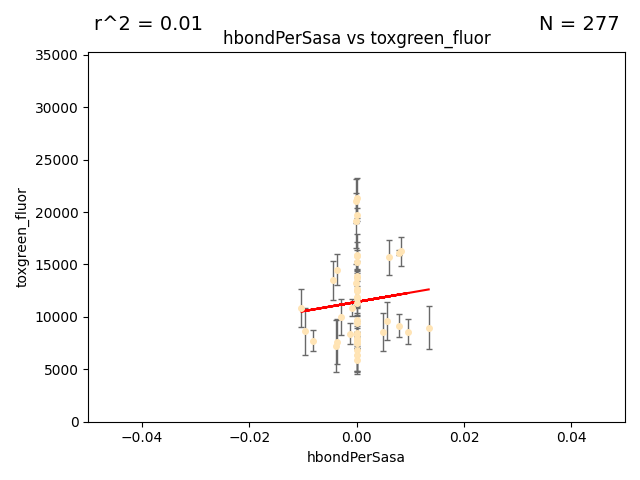 r^2 = 0.01
N = 277
hbondPerSasa vs toxgreen_fluor
35000
30000
25000
20000
15000
10000
5000
0
toxgreen_fluor
−0.04
−0.02
0.00
0.02
0.04
hbondPerSasa